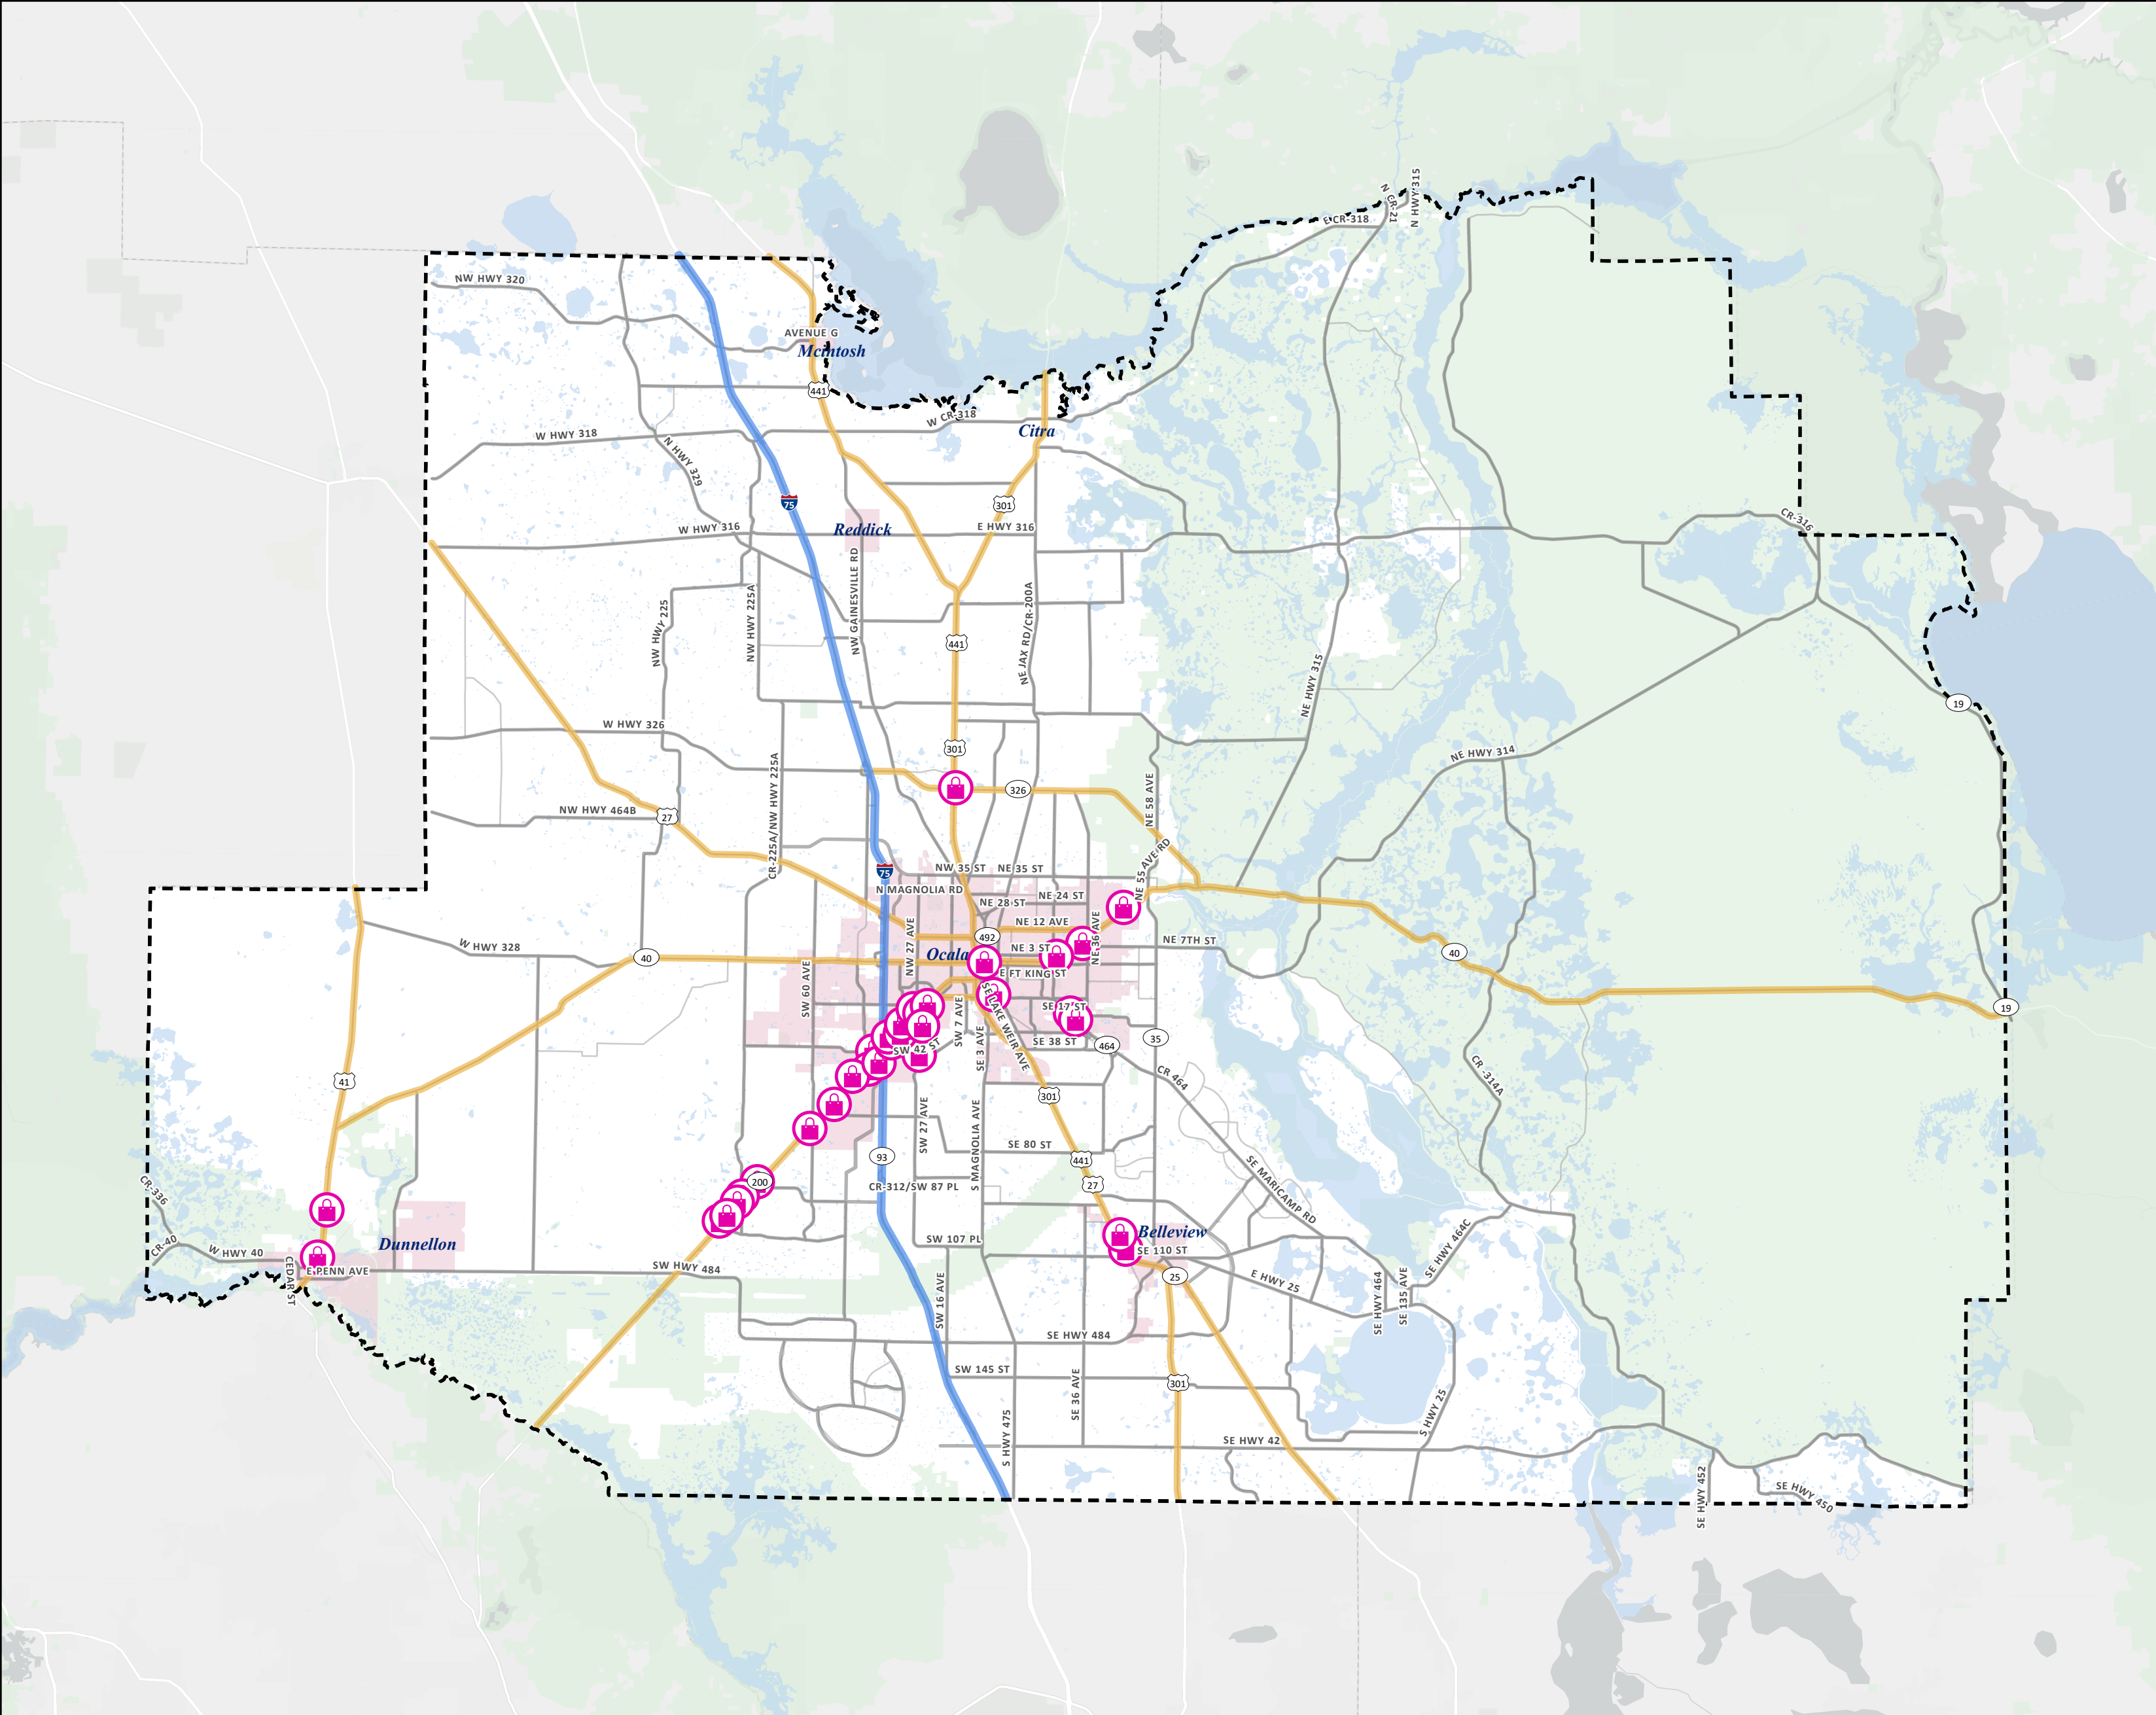 N HWY 315
N CR-21
E CR-318
NW HWY 320
AVENUE G
Mcintosh
441
W CR-318
Citra
W HWY 318
N HWY 329
75
301
CR-316
W HWY 316
Reddick
E HWY 316
NW HWY 225
NW HWY 225A
NW GAINESVILLE RD
NE JAX RD/CR-200A
441
NE HWY 315
19
W HWY 326
301
NE HWY 314
CR-225A/NW HWY 225A
326
NE 58 AVE
NW HWY 464B
27
75
NW 35 ST
NE 35 ST
NE 55 AVE RD
N MAGNOLIA RD
NE 24 ST
NE 28 ST
NE 12 AVE
NE 36 AVE
492
NW 27 AVE
W HWY 328
40
Ocala
NE 3 ST
NE 7TH ST
40
E FT KING ST
SW 60 AVE
SE LAKE WEIR AVE
SE 17 ST
19
SW 7 AVE
SW 42 ST
SE 3 AVE
SE 38 ST
464
35
41
CR 464
CR -314A
301
SW 27 AVE
S MAGNOLIA AVE
SE 80 ST
93
441
200
CR-312/SW 87 PL
27
SE MARICAMP RD
CR-336
Dunnellon
Belleview
SW 107 PL
SE 110 ST
SE HWY 464C
CR-40
W HWY 40
CEDAR ST
E PENN AVE
SW HWY 484
25
E HWY 25
SE HWY 464
SE 135 AVE
SW 16 AVE
SE HWY 484
SW 145 ST
SE 36 AVE
301
S HWY 25
S HWY 475
SE HWY 42
SE HWY 452
SE HWY 450